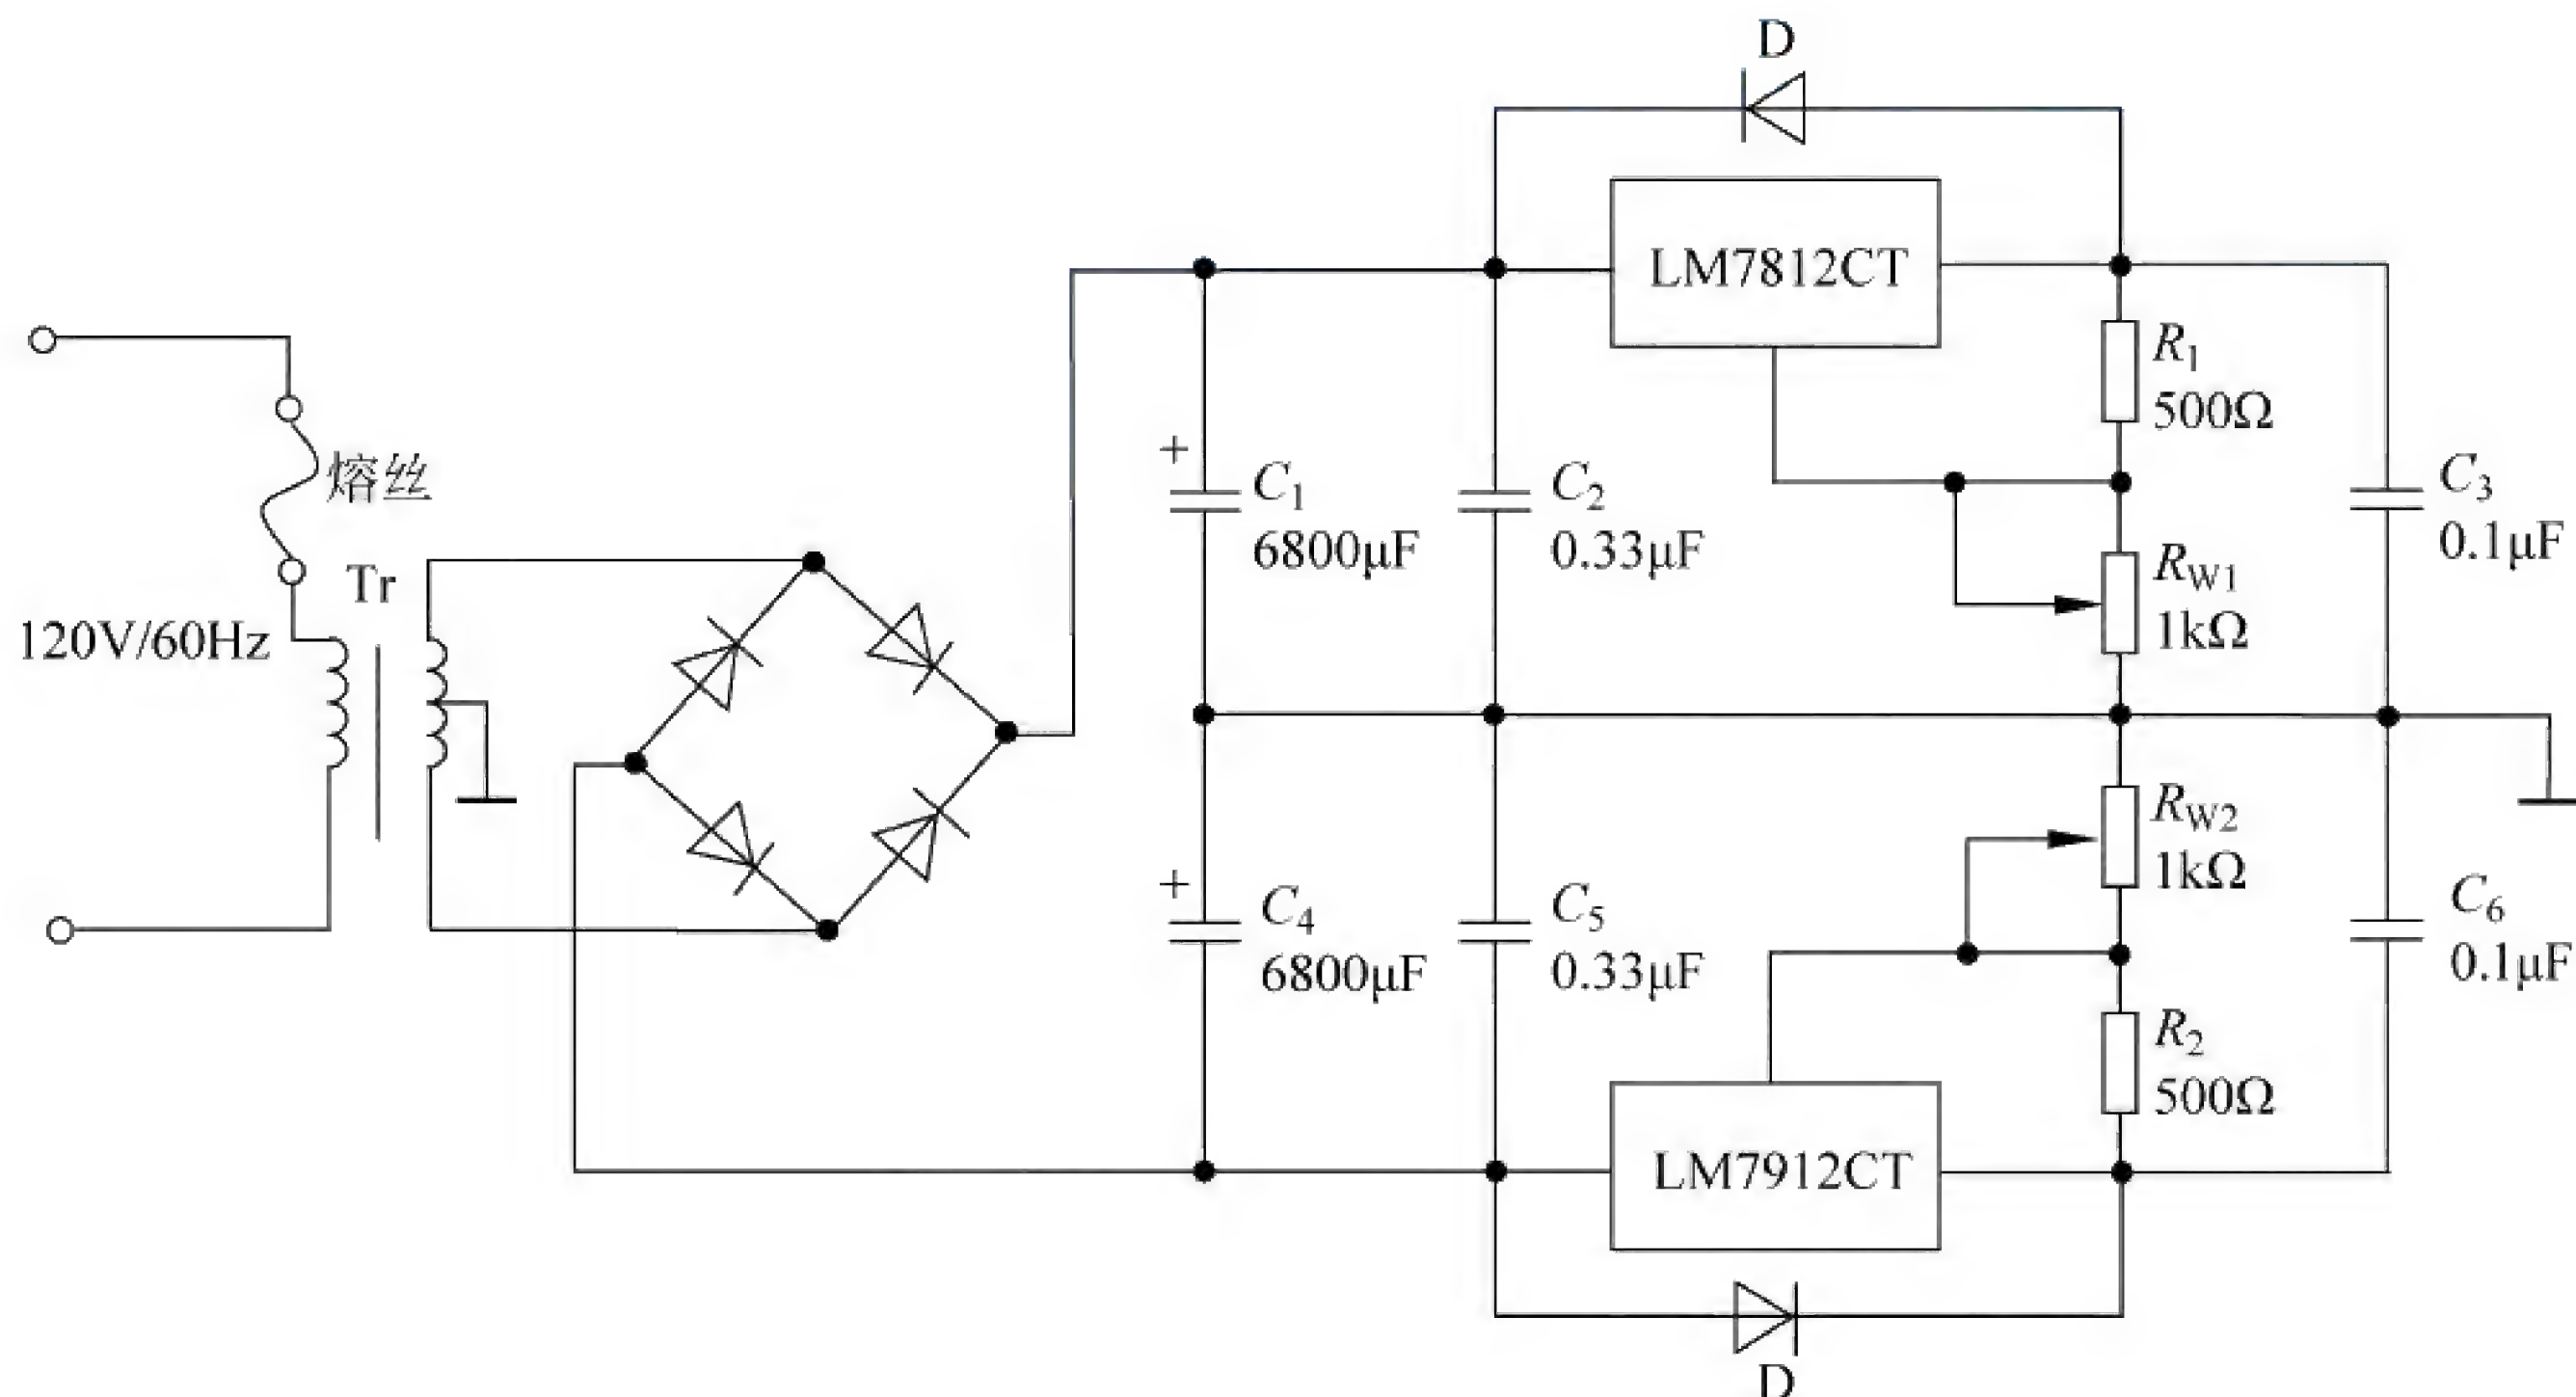 D
LM7812CT
R1
500Ω
熔丝
+
C1
6800μF
C2
0.33μF
C3
0.1μF
Tr
120V/60Hz
RW1
1kΩ
RW2
1kΩ
+
C4
6800μF
C5
0.33μF
C6
0.1μF
R2
500Ω
LM7912CT
D